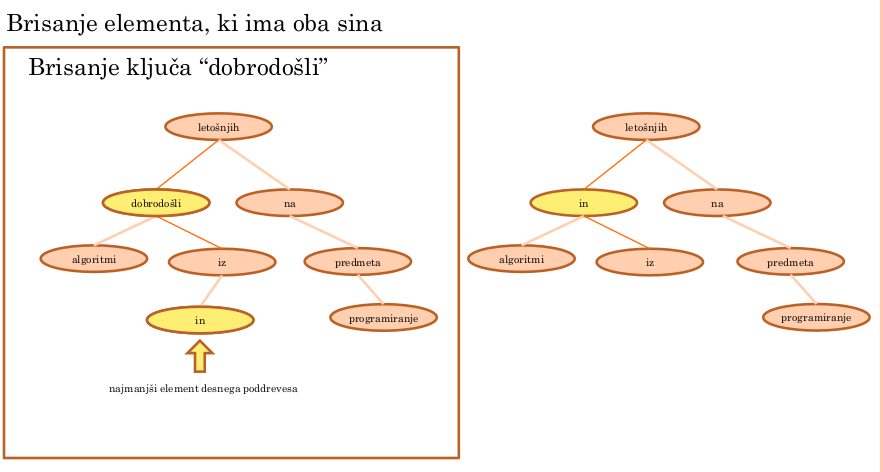 Brisanje elementa, ki ima oba sina
Brisanje ključa “dobrodošli”
letošnjih
dobrodošli
na
algoritmi
iz
predmeta
in
programiranje
najmanjši element desnega poddrevesa
letošnjih
in
na
algoritmi
iz
predmeta
programiranje